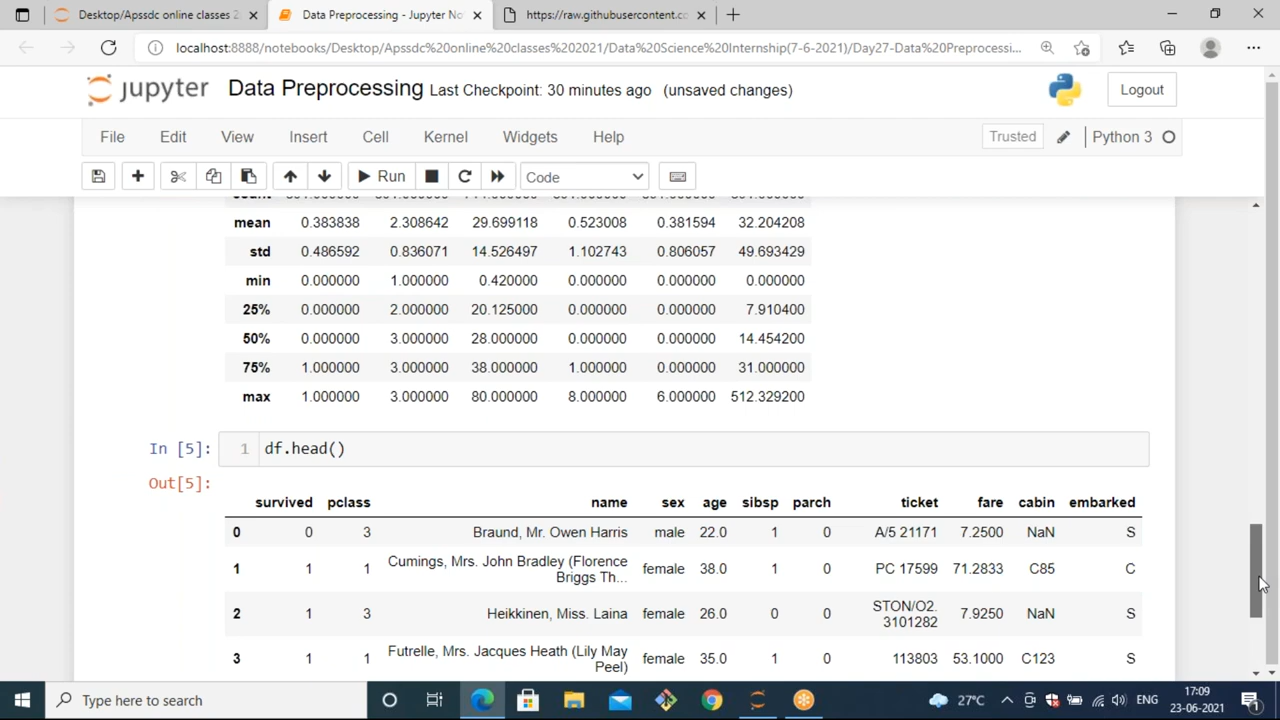 Desktop/Apssdc online classes 2
Data Preprocessing - Jupyter No
https://raw.githubusercontent.co
localhost:8888/notebooks/Desktop/Apssdc%20online%20classes%202021/Data%20Science%20Internship(7-6-2021)/Day27-Data%20Preprocessi...
jupyter Data Preprocessing Last Checkpoint: 30 minutes ago (unsaved changes) Logout
File Edit View Insert Cell Kernel Widgets Help Trusted Python 3
Run Code
mean 0.383838 2.308642 29.699118 0.523008 0.381594 32.204208
std 0.486592 0.836071 14.526497 1.102743 0.806057 49.693429
min 0.000000 1.000000 0.420000 0.000000 0.000000 0.000000
25% 0.000000 2.000000 20.125000 0.000000 0.000000 7.910400
50% 0.000000 3.000000 28.000000 0.000000 0.000000 14.454200
75% 1.000000 3.000000 38.000000 1.000000 0.000000 31.000000
max 1.000000 3.000000 80.000000 8.000000 6.000000 512.329200
In [5]: 1 df.head()
Out[5]:
survived pclass name sex age sibsp parch ticket fare cabin embarked
0 0 3 Braund, Mr. Owen Harris male 22.0 1 0 A/5 21171 7.2500 NaN S
1 1 1 Cumings, Mrs. John Bradley (Florence Briggs Th... female 38.0 1 0 PC 17599 71.2833 C85 C
2 1 3 Heikkinen, Miss. Laina female 26.0 0 0 STON/O2. 3101282 7.9250 NaN S
3 1 1 Futrelle, Mrs. Jacques Heath (Lily May Peel) female 35.0 1 0 113803 53.1000 C123 S
Type here to search
27°C ENG 17:09
23-06-2021
1